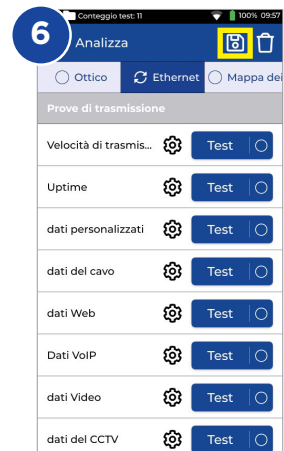 6
Conteggio test: 11 100% 09:57
Analizza
Ottico Ethernet Mappa dei
Prove di trasmissione
Velocità di trasmis... Test
Uptime Test
dati personalizzati Test
dati del cavo Test
dati Web Test
Dati VoIP Test
dati Video Test
dati del CCTV Test